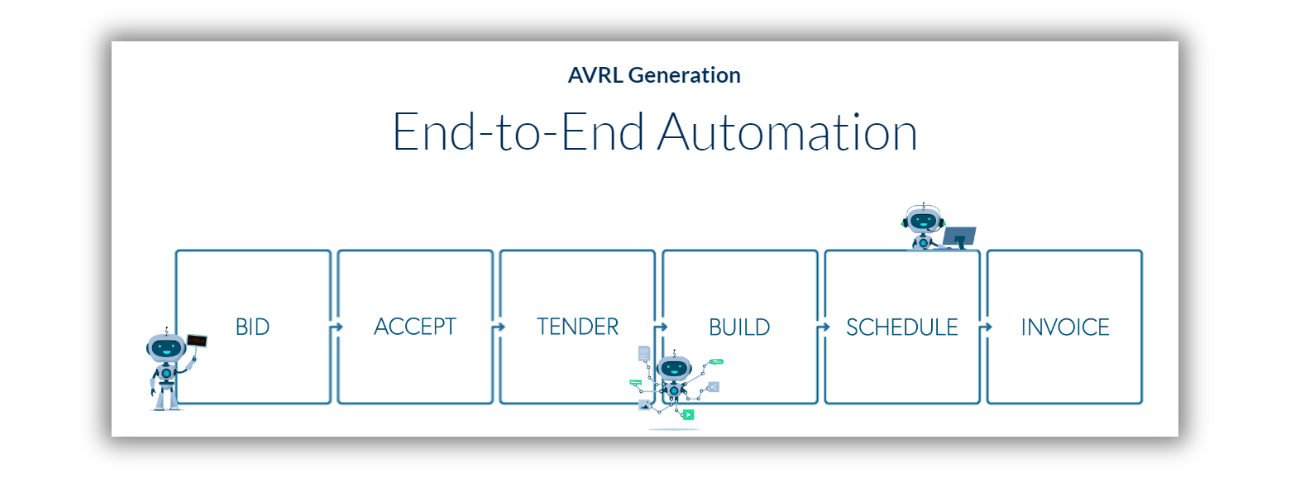 AVRL Generation
End-to-End Automation
BID
ACCEPT
TENDER
BUILD
SCHEDULE
INVOICE